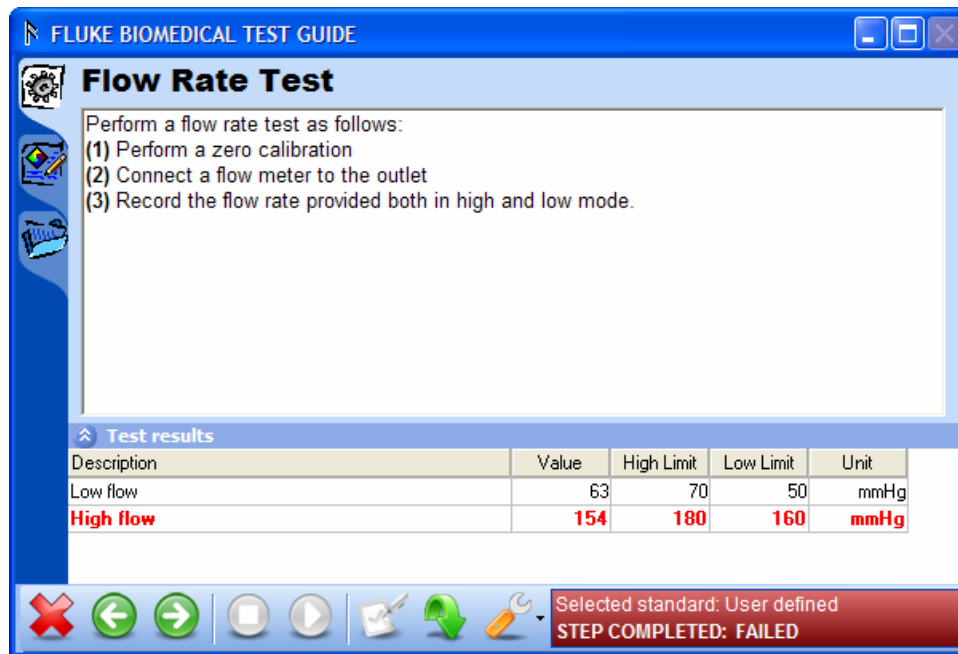 FLUKE BIOMEDICAL TEST GUIDE
Flow Rate Test
Perform a flow rate test as follows:
(1) Perform a zero calibration
(2) Connect a flow meter to the outlet
(3) Record the flow rate provided both in high and low mode.
Test results
Description Value High Limit Low Limit Unit
Low flow 63 70 50 mmHg
High flow 154 180 160 mmHg
Selected standard: User defined
STEP COMPLETED: FAILED